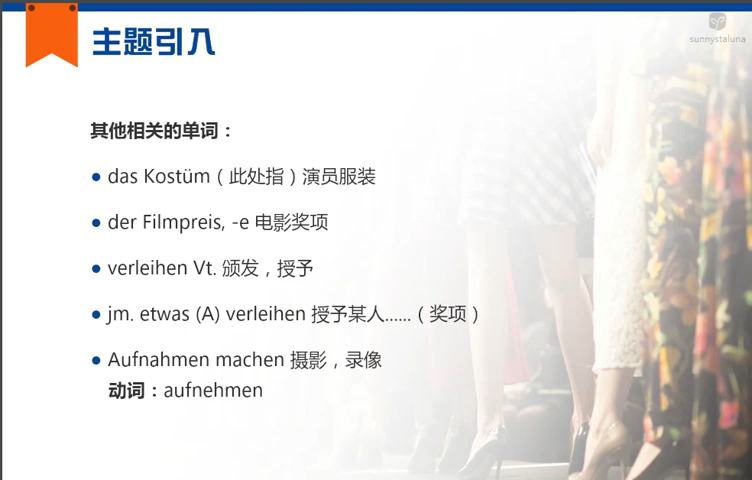 主题引入
sunnystaluna
其他相关的单词：
• das Kostüm（此处指）演员服装
• der Filmpreis, -e 电影奖项
• verleihen Vt. 颁发，授予
• jm. etwas (A) verleihen 授予某人......（奖项）
• Aufnahmen machen 摄影，录像
动词：aufnehmen